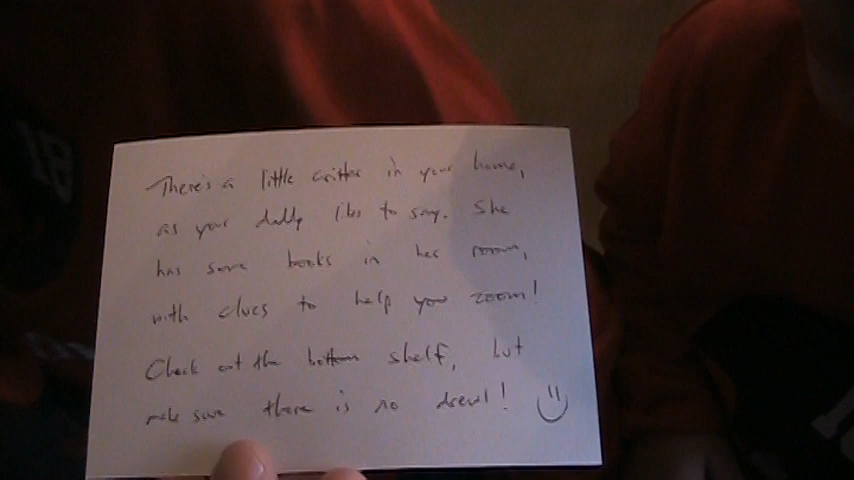 There's a little critter in your home,
as your daddy likes to say. She
has some books in her room,
with clues to help you zoom!
Check out the bottom shelf, but
make sure there is no drewl! :)